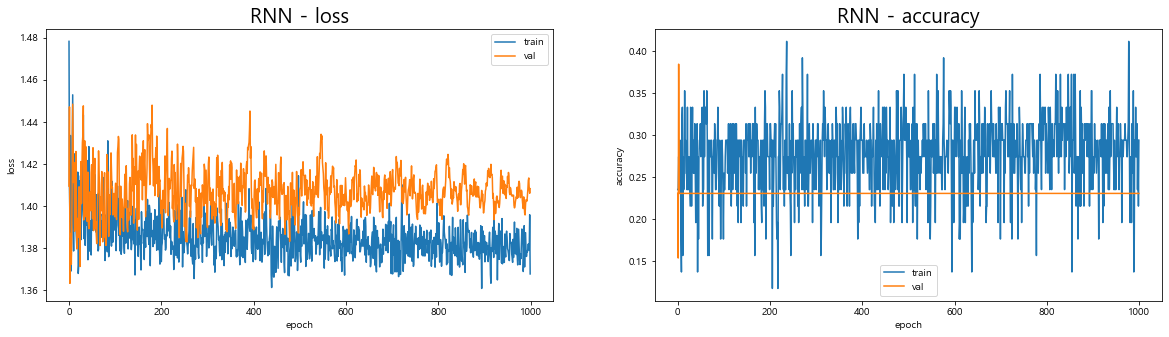 RNN - loss
train
val
1.48
1.46
1.44
1.42
1.40
1.38
1.36
loss
0
200
400
600
800
1000
epoch
RNN - accuracy
0.40
0.35
0.30
0.25
0.20
0.15
accuracy
train
val
0
200
400
600
800
1000
epoch